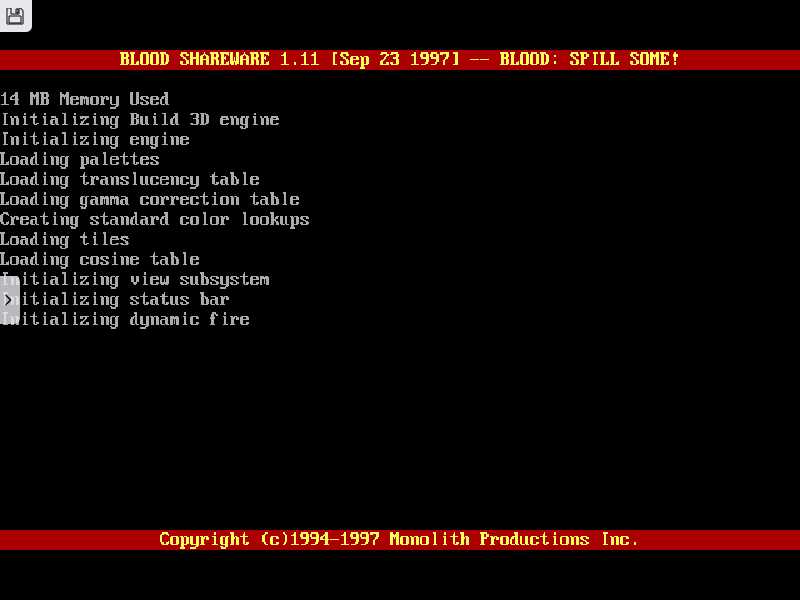 BLOOD SHAREWARE 1.11 [Sep 23 1997] -- BLOOD: SPILL SOME!
14 MB Memory Used
Initializing Build 3D engine
Initializing engine
Loading palettes
Loading translucency table
Loading gamma correction table
Creating standard color lookups
Loading tiles
Loading cosine table
Initializing view subsystem
Initializing status bar
Initializing dynamic fire
Copyright (c)1994-1997 Monolith Productions Inc.